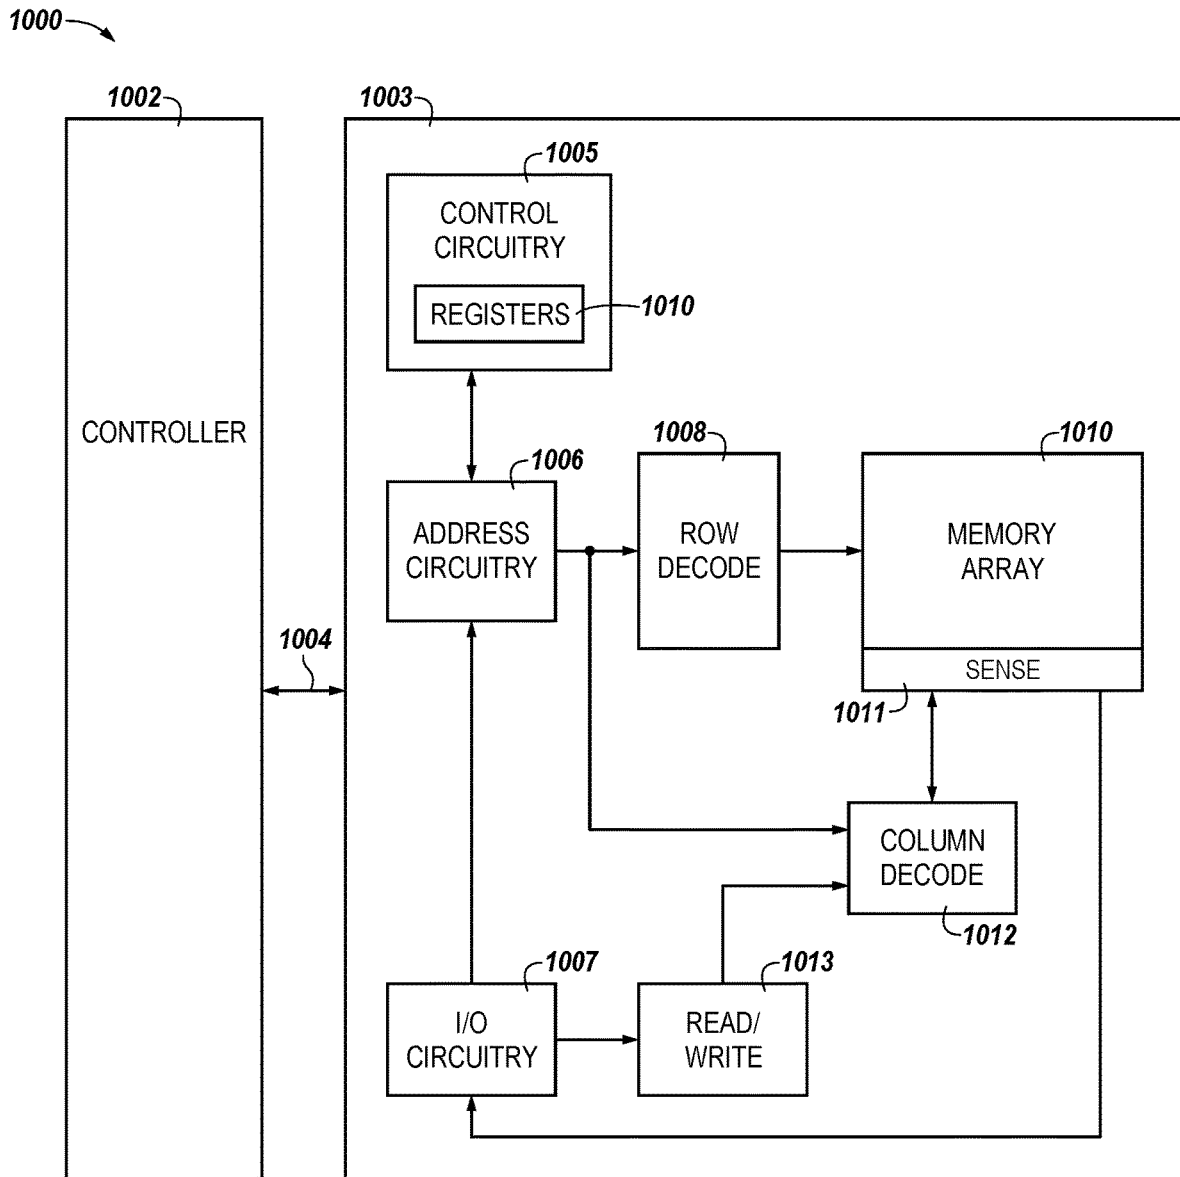 1000
1002
1003
1005
CONTROL
CIRCUITRY
REGISTERS
1010
CONTROLLER
1006
ADDRESS
CIRCUITRY
1008
ROW
DECODE
1010
MEMORY
ARRAY
SENSE
1011
1004
COLUMN
DECODE
1012
1007
I/O
CIRCUITRY
1013
READ/
WRITE